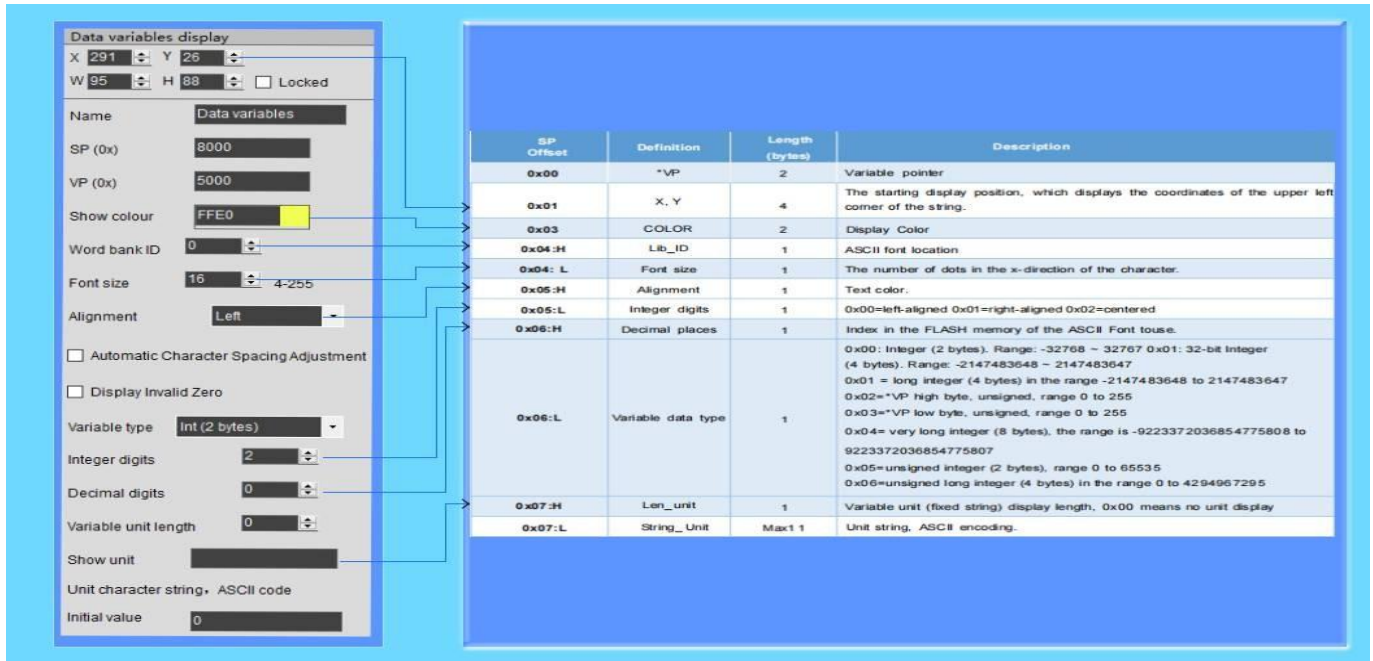 Data variables display
X 291 Y 26
W 95 H 88 Locked
Name Data variables
SP (0x) 8000
VP (0x) 5000
Show colour FFE0
Word bank ID 0
Font size 16 4-255
Alignment Left
Automatic Character Spacing Adjustment
Display Invalid Zero
Variable type Int (2 bytes)
Integer digits 2
Decimal digits 0
Variable unit length 0
Show unit
Unit character string, ASCII code
Initial value 0
SP Offset Definition Length (bytes) Description
0x00 *VP 2 Variable pointer
0x01 X, Y 4 The starting display position, which displays the coordinates of the upper left
corner of the string.
0x03 COLOR 2 Display Color
0x04:H Lib_ID 1 ASCII font location
0x04: L Font size 1 The number of dots in the x-direction of the character.
0x05:H Alignment 1 Text color.
0x05:L Integer digits 1 0x00=left-aligned 0x01=right-aligned 0x02=centered
0x06:H Decimal places 1 Index in the FLASH memory of the ASCII Font touse.
0x06:L Variable data type 1 0x00: Integer (2 bytes). Range: -32768 ~ 32767 0x01: 32-bit Integer
(4 bytes). Range: -2147483648 ~ 2147483647
0x01 = long integer (4 bytes) in the range -2147483648 to 2147483647
0x02=*VP high byte, unsigned, range 0 to 255
0x03=*VP low byte, unsigned, range 0 to 255
0x04= very long integer (8 bytes), the range is -9223372036854775808 to
9223372036854775807
0x05=unsigned integer (2 bytes), range 0 to 65535
0x06=unsigned long integer (4 bytes) in the range 0 to 4294967295
0x07:H Len_unit 1 Variable unit (fixed string) display length, 0x00 means no unit display
0x07:L String_ Unit Max1 1 Unit string, ASCII encoding.